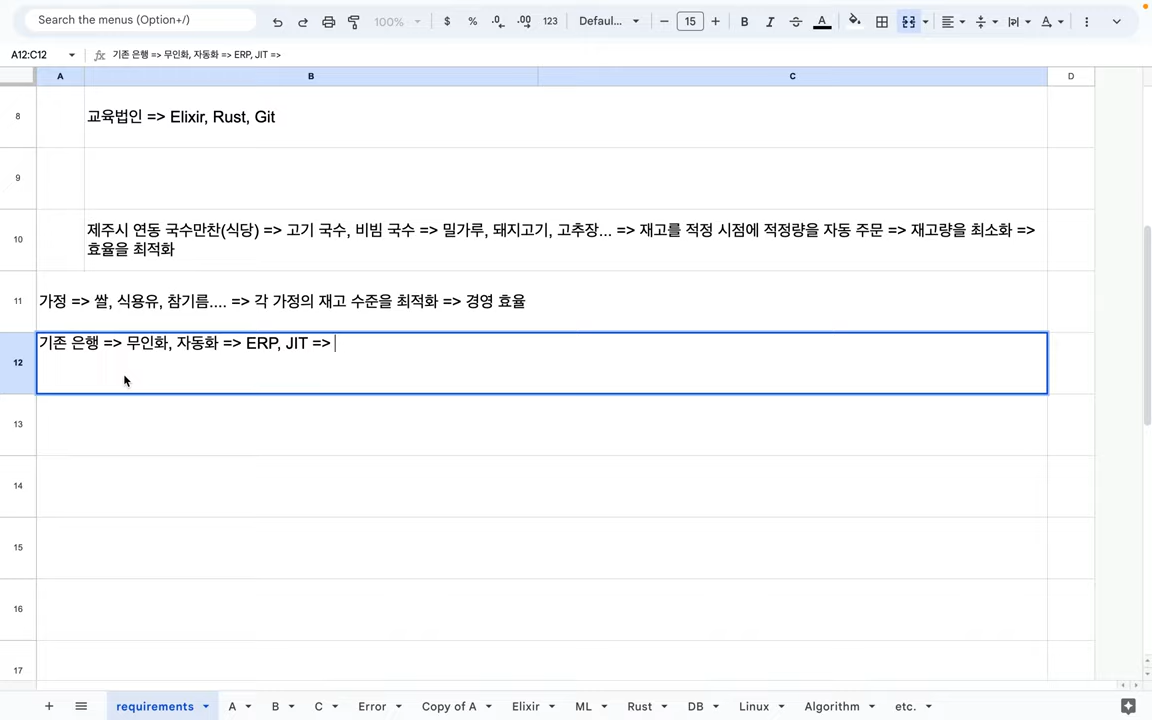 Search the menus (Option+/)
100%
$ % .0 .00 123 Defaul... 15 B I S A
A12:C12
fx 기존 은행 => 무인화, 자동화 => ERP, JIT =>
A B C D
8 교육법인 => Elixir, Rust, Git
9
10 제주시 연동 국수만찬(식당) => 고기 국수, 비빔 국수 => 밀가루, 돼지고기, 고추장... => 재고를 적정 시점에 적정량을 자동 주문 => 재고량을 최소화 =>
효율을 최적화
11 가정 => 쌀, 식용유, 참기름.... => 각 가정의 재고 수준을 최적화 => 경영 효율
12 기존 은행 => 무인화, 자동화 => ERP, JIT =>
13
14
15
16
17
requirements A B C Error Copy of A Elixir ML Rust DB Linux Algorithm etc.